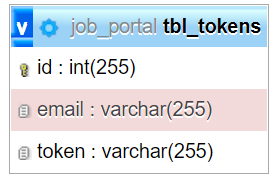 v job_portal tbl_tokens
id : int(255)
email : varchar(255)
token : varchar(255)